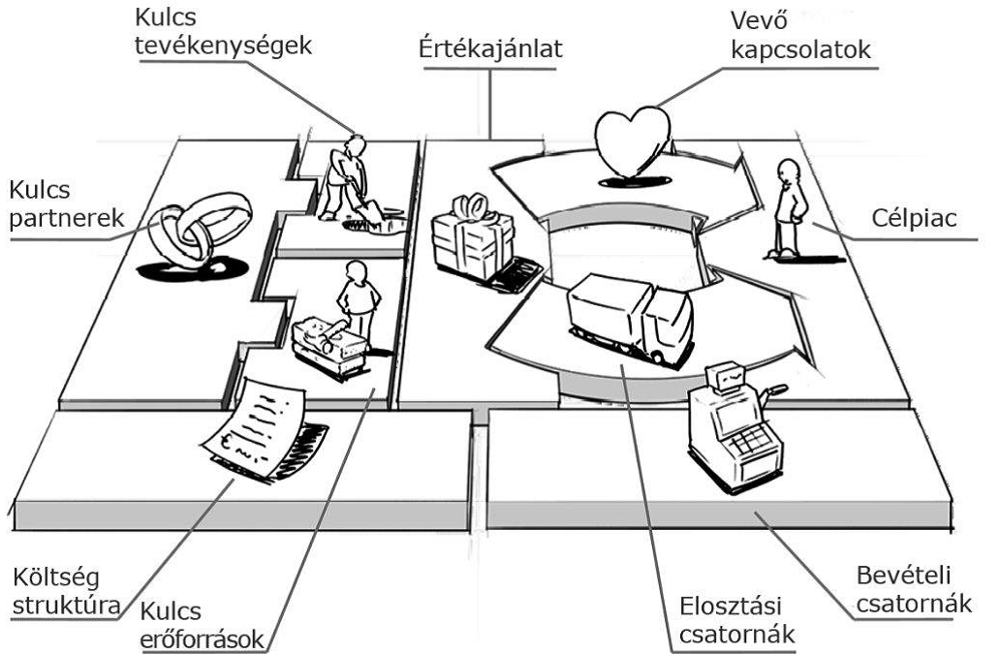 Kulcs
tevékenységek
Értékajánlat
Vevő
kapcsolatok
Kulcs
partnerek
Célpiac
Költség
struktúra
Kulcs
erőforrások
Elosztási
csatornák
Bevételi
csatornák